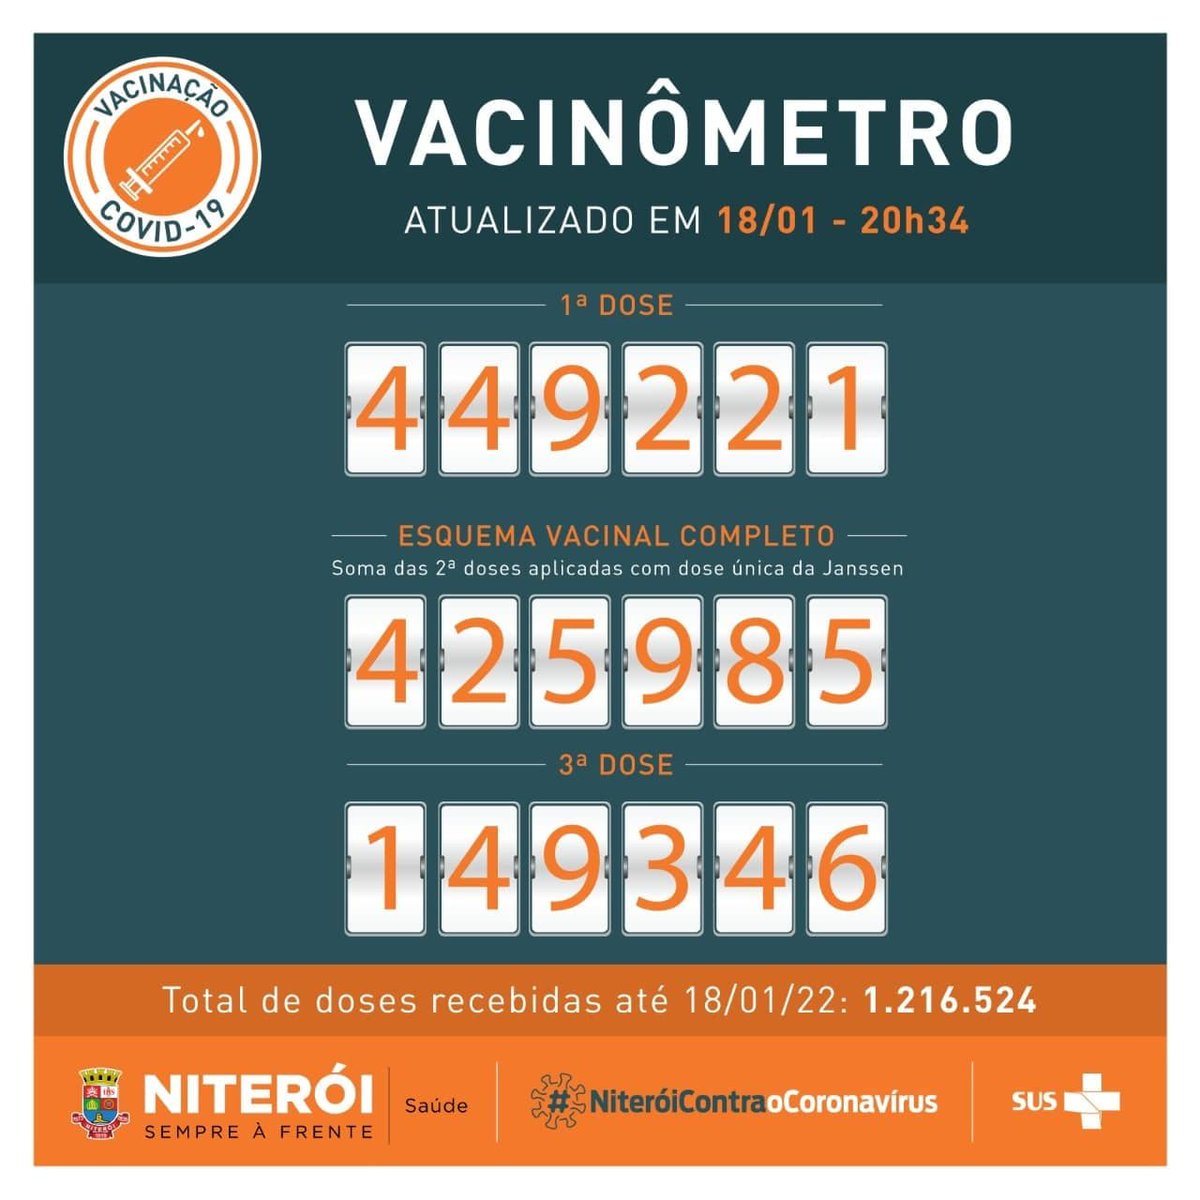 VACINAÇÃO
COVID-19
VACINÔMETRO
ATUALIZADO EM 18/01 - 20h34
1ª DOSE
449221
ESQUEMA VACINAL COMPLETO
Soma das 2ª doses aplicadas com dose única da Janssen
425985
3ª DOSE
149346
Total de doses recebidas até 18/01/22: 1.216.524
NITERÓI
SEMPRE À FRENTE
Saúde
#NiteróiContraoCoronavírus
SUS